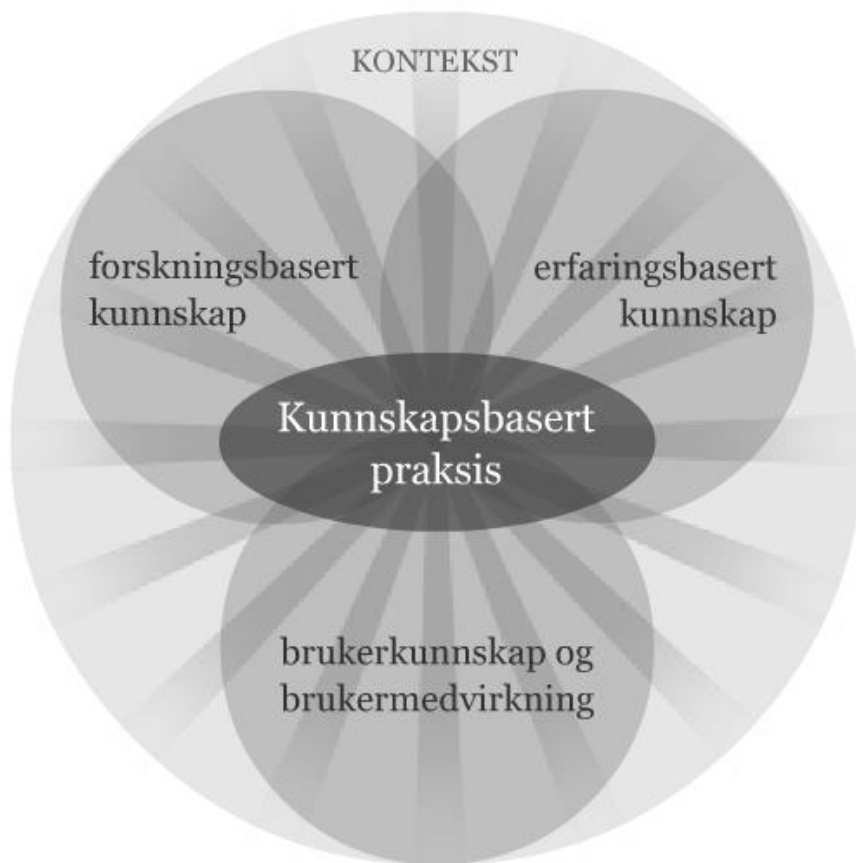 KONTEKST
forskningsbasert
kunnskap
erfaringsbasert
kunnskap
Kunnskapsbasert
praksis
brukerkunnskap og
brukermedvirkning